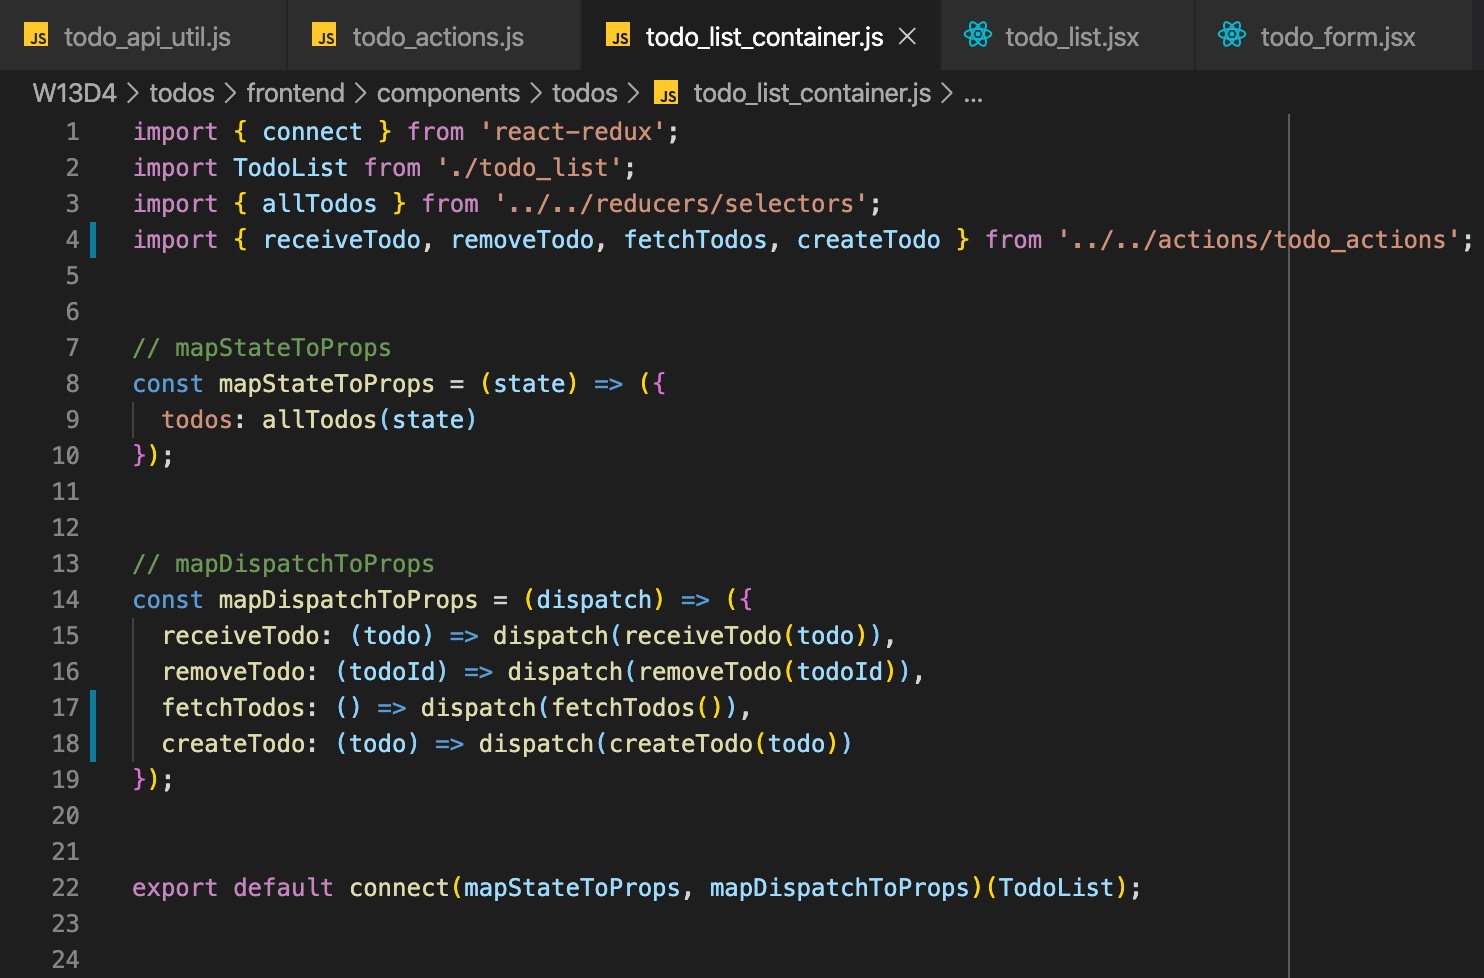 JS todo_api_util.js JS todo_actions.js JS todo_list_container.js × todo_list.jsx todo_form.jsx
W13D4 > todos > frontend > components > todos > JS todo_list_container.js > ...
1 import { connect } from 'react-redux';
2 import TodoList from './todo_list';
3 import { allTodos } from '../../reducers/selectors';
4 import { receiveTodo, removeTodo, fetchTodos, createTodo } from '../../actions/todo_actions';
5
6
7 // mapStateToProps
8 const mapStateToProps = (state) => ({
9   todos: allTodos(state)
10 });
11
12
13 // mapDispatchToProps
14 const mapDispatchToProps = (dispatch) => ({
15   receiveTodo: (todo) => dispatch(receiveTodo(todo)),
16   removeTodo: (todoId) => dispatch(removeTodo(todoId)),
17   fetchTodos: () => dispatch(fetchTodos()),
18   createTodo: (todo) => dispatch(createTodo(todo))
19 });
20
21
22 export default connect(mapStateToProps, mapDispatchToProps)(TodoList);
23
24